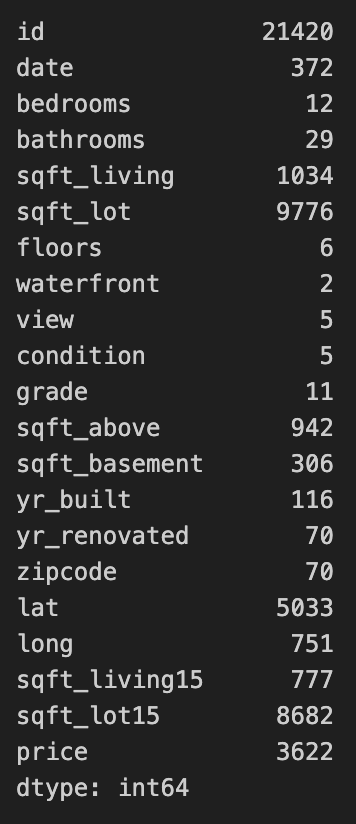 id 21420
date 372
bedrooms 12
bathrooms 29
sqft_living 1034
sqft_lot 9776
floors 6
waterfront 2
view 5
condition 5
grade 11
sqft_above 942
sqft_basement 306
yr_built 116
yr_renovated 70
zipcode 70
lat 5033
long 751
sqft_living15 777
sqft_lot15 8682
price 3622
dtype: int64